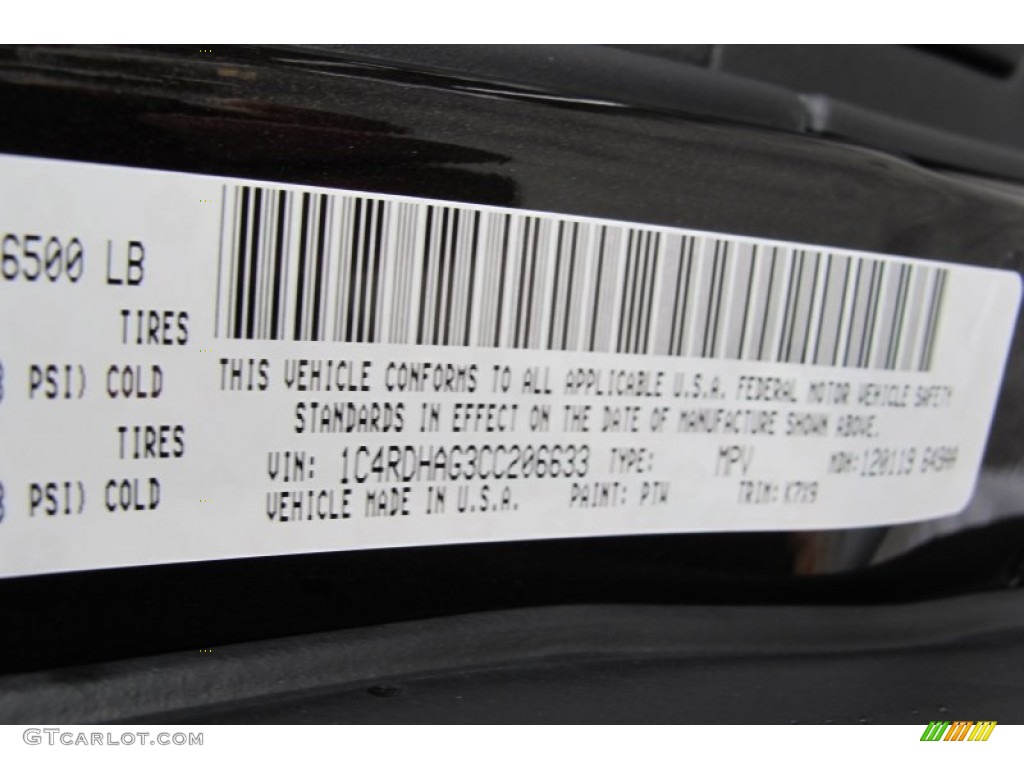 6500 LB
TIRES
PSI) COLD
TIRES
PSI) COLD
THIS VEHICLE CONFORMS TO ALL APPLICABLE U.S.A. FEDERAL MOTOR VEHICLE SAFETY
STANDARDS IN EFFECT ON THE DATE OF MANUFACTURE SHOWN ABOVE.
VIN: 1C4RDHAG3CC206633 TYPE: MPV MDH: 120119
VEHICLE MADE IN U.S.A. PAINT: PTW TRIM: K7X9
GTCARLOT.COM